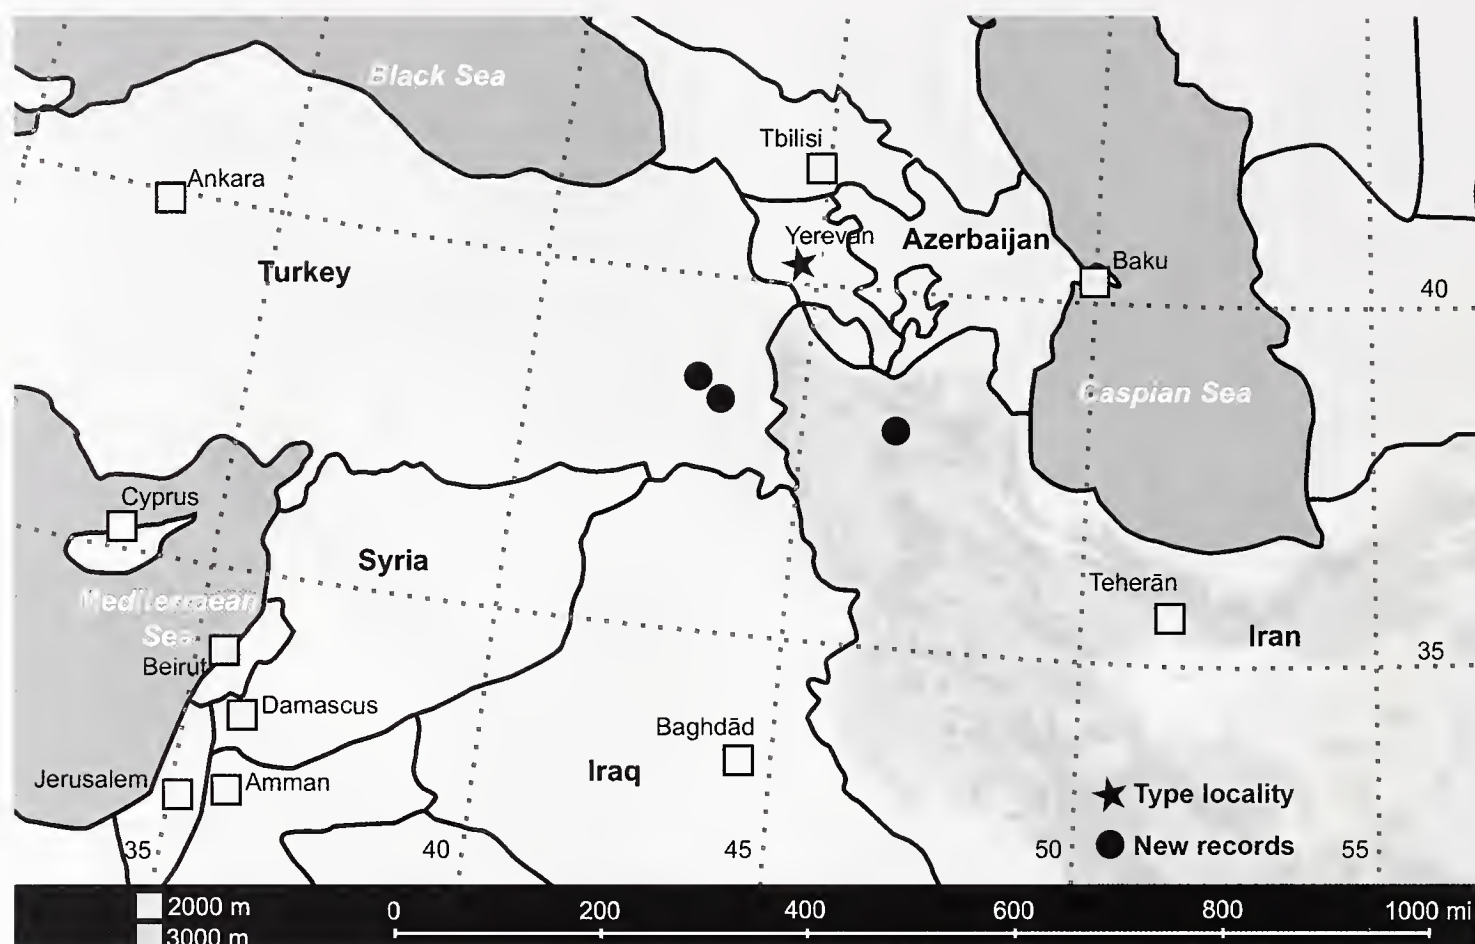 Black Sea
Tbilisi
Ankara
Yerevan
Azerbaijan
Baku
Turkey
40
Caspian Sea
Cyprus
Syria
Teherān
Mediterranean
Sea
Iran
35
Beirut
Damascus
Baghdād
Iraq
Jerusalem
Amman
Type locality
New records
35
40
45
50
55
2000 m
3000 m
0
200
400
600
800
1000 mi